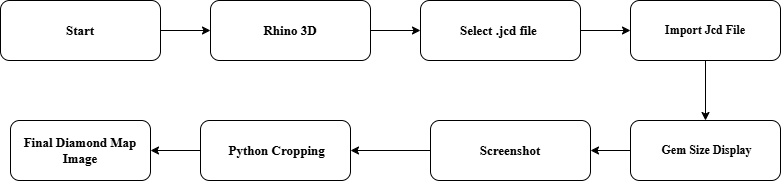 Start
Rhino 3D
Select .jcd file
Import Jcd File
Gem Size Display
Screenshot
Python Cropping
Final Diamond Map
Image